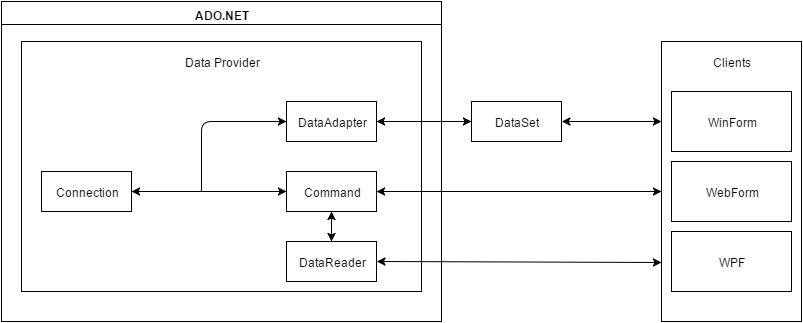 ADO.NET
Data Provider
Clients
DataAdapter
DataSet
WinForm
Connection
Command
WebForm
DataReader
WPF